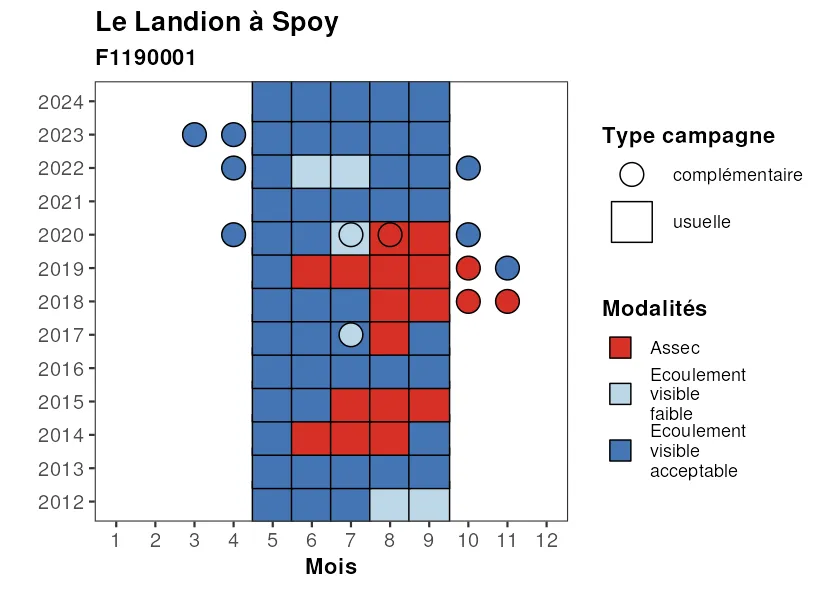 Le Landion à Spoy
F1190001
2024
2023
2022
2021
2020
2019
2018
2017
2016
2015
2014
2013
2012
1 2 3 4 5 6 7 8 9 10 11 12
Mois
Type campagne
complémentaire
usuelle
Modalités
Assec
Ecoulement
visible
faible
Ecoulement
visible
acceptable